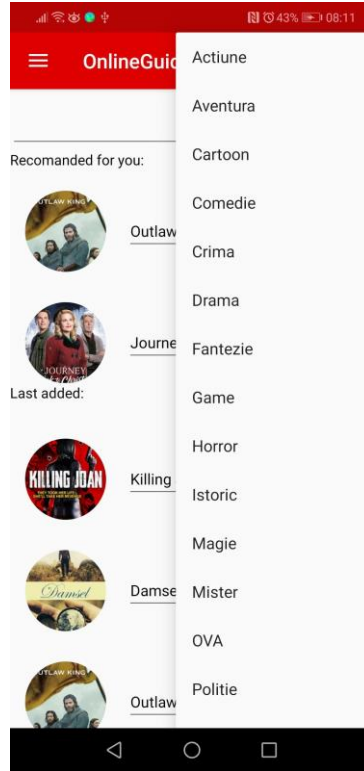 43% 08:11
OnlineGuid
Recomanded for you:
OUTLAW KING
Outlaw
JOURNEY
Journe
Last added:
KILLING JOAN
Killing
Damsel
Damse
OUTLAW KING
Outlaw
Actiune
Aventura
Cartoon
Comedie
Crima
Drama
Fantezie
Game
Horror
Istoric
Magie
Mister
OVA
Politie